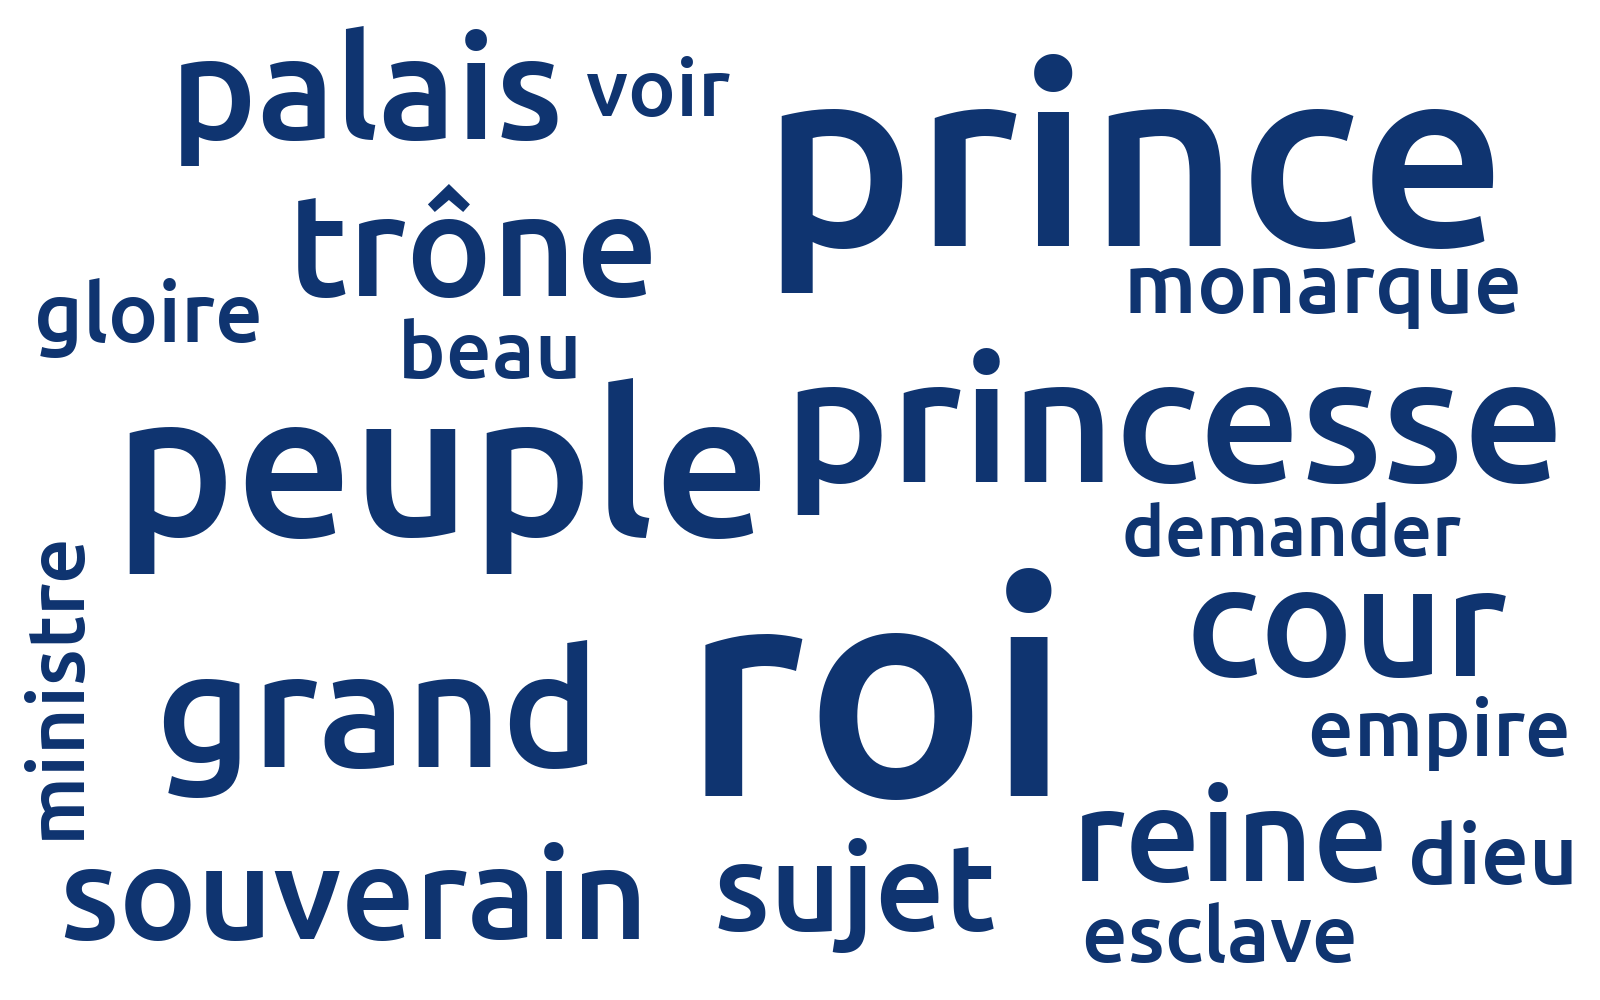 palais
voir
prince
trône
monarque
gloire
beau
peuple
princesse
demander
ministre
cour
grand
roi
empire
reine
dieu
souverain
sujet
esclave